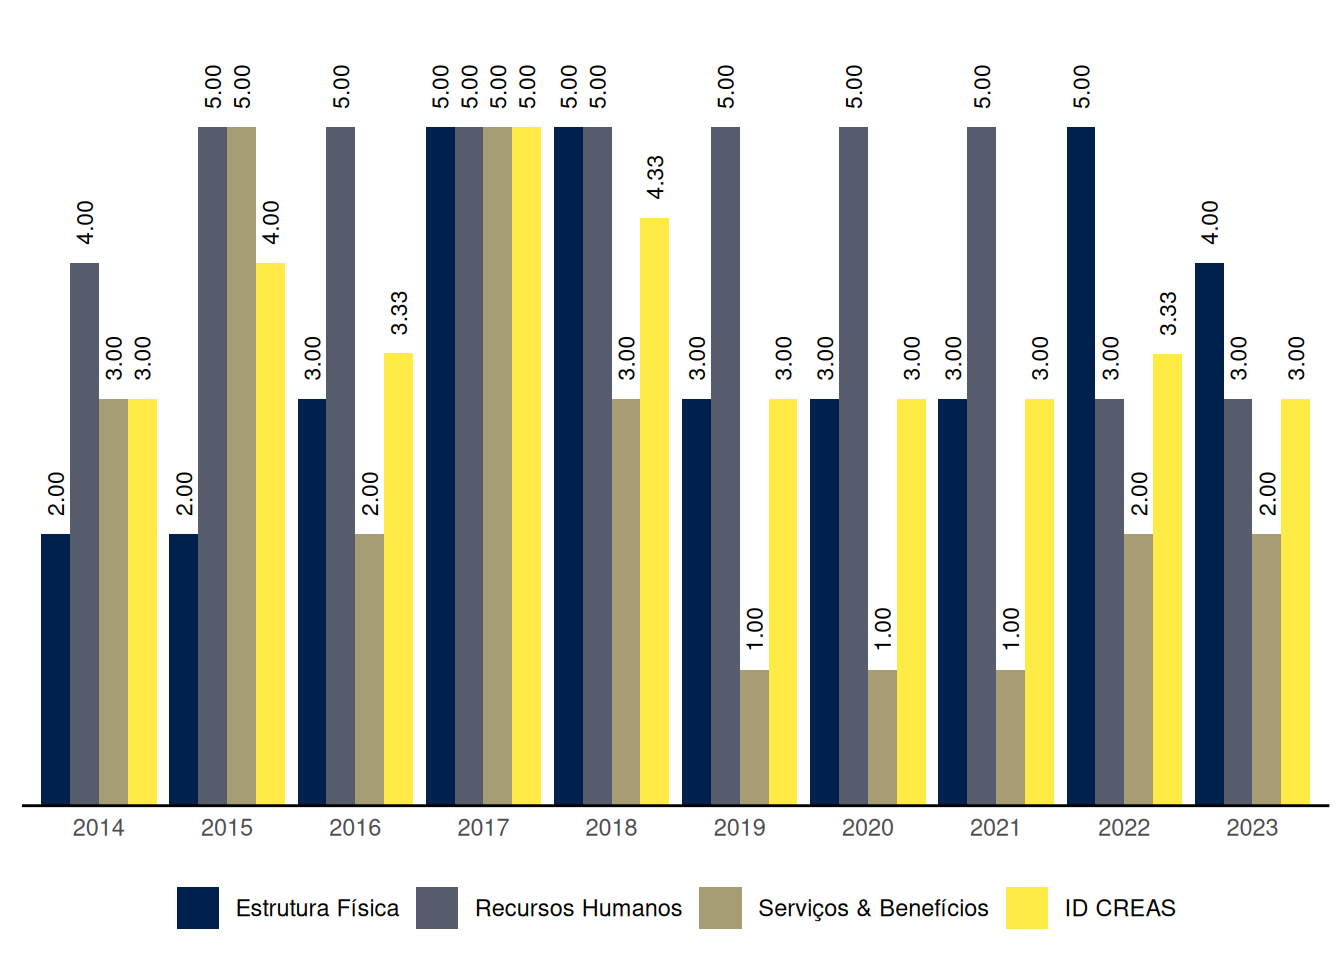 5.00 5.00 5.00 5.00 5.00 5.00 5.00 5.00 5.00 5.00 5.00 5.00 5.00
4.33
4.00 4.00 4.00
3.33 3.33
3.00 3.00 3.00 3.00 3.00 3.00 3.00 3.00 3.00 3.00 3.00 3.00 3.00
2.00 2.00 2.00 2.00 2.00
1.00 1.00 1.00
2014 2015 2016 2017 2018 2019 2020 2021 2022 2023
Estrutura Física Recursos Humanos Serviços & Benefícios ID CREAS